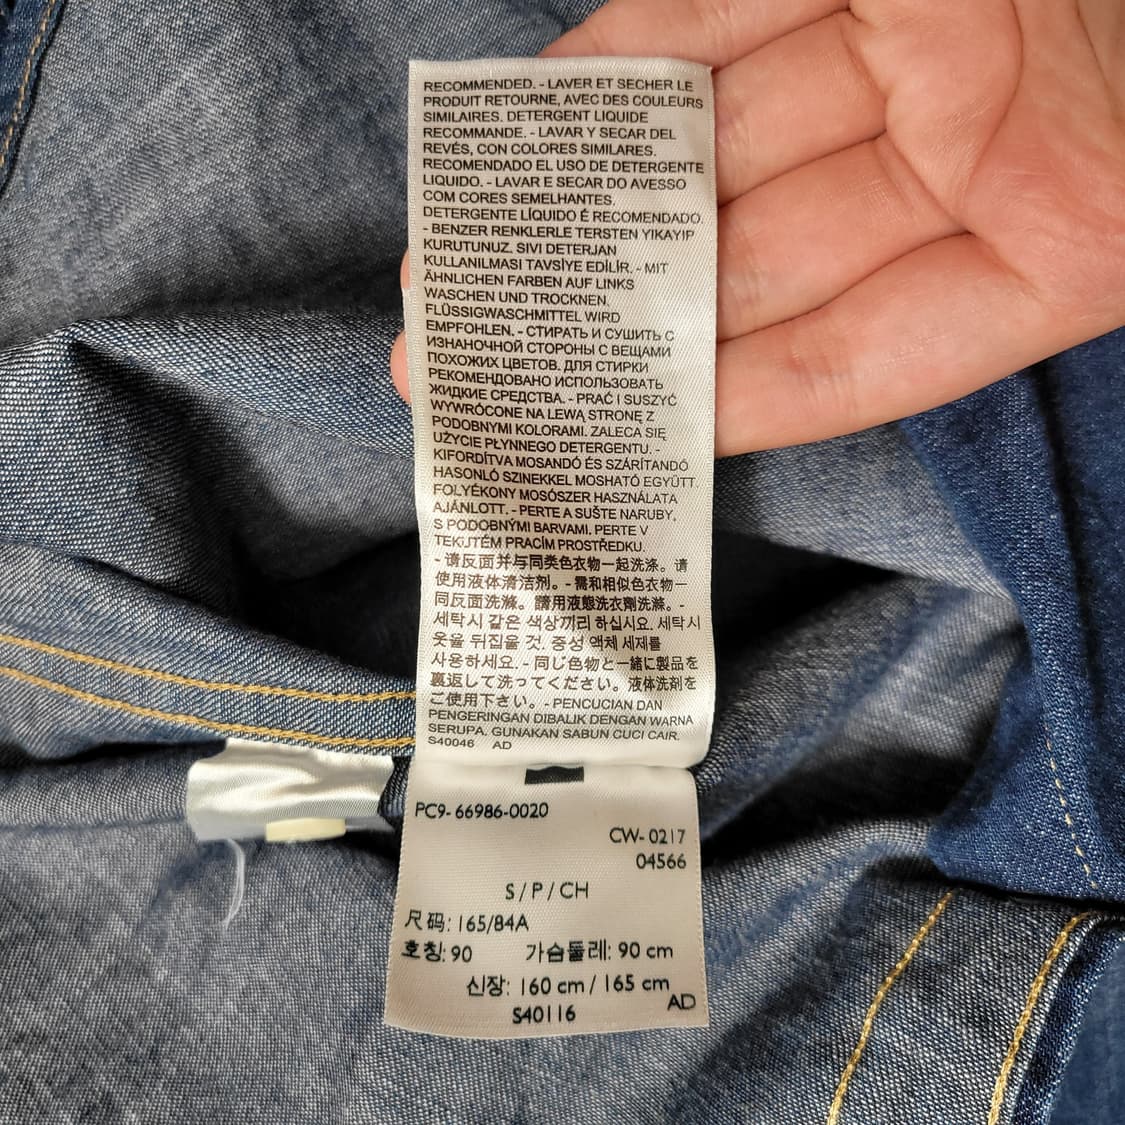 RECOMMENDED. - LAVER ET SECHER LE
PRODUIT RETOURNE, AVEC DES COULEURS
SIMILAIRES. DETERGENT LIQUIDE
RECOMMANDE. - LAVAR Y SECAR DEL
REVÉS, CON COLORES SIMILARES.
RECOMENDADO EL USO DE DETERGENTE
LIQUIDO. - LAVAR E SECAR DO AVESSO
COM CORES SEMELHANTES.
DETERGENTE LÍQUIDO É RECOMENDADO.
- BENZER RENKLERLE TERSTEN YIKAYIP
KURUTUNUZ. SIVI DETERJAN
KULLANILMASI TAVSİYE EDİLİR. - MIT
ÄHNLICHEN FARBEN AUF LINKS
WASCHEN UND TROCKNEN.
FLÜSSIGWASCHMITTEL WIRD
EMPFOHLEN. - СТИРАТЬ И СУШИТЬ С
ИЗНАНОЧНОЙ СТОРОНЫ С ВЕЩАМИ
ПОХОЖИХ ЦВЕТОВ. ДЛЯ СТИРКИ
РЕКОМЕНДОВАНО ИСПОЛЬЗОВАТЬ
ЖИДКИЕ СРЕДСТВА. - PRAĆ I SUSZYĆ
WYWRÓCONE NA LEWĄ STRONĘ Z
PODOBNYMI KOLORAMI. ZALECA SIĘ
UŻYCIE PŁYNNEGO DETERGENTU. -
KIFORDÍTVA MOSANDÓ ÉS SZÁRÍTANDÓ
HASONLÓ SZINEKKEL MOSHATÓ EGYÜTT.
FOLYÉKONY MOSÓSZER HASZNÁLATA
AJÁNLOTT. - PERTE A SUŠTE NARUBY,
S PODOBNÝMI BARVAMI. PERTE V
TEKUTÉM PRACÍM PROSTŘEDKU.
- 请反面并与同类色衣物一起洗涤。请
使用液体清洁剂。- 需和相似色衣物一
同反面洗滌。請用液態洗衣劑洗滌。-
세탁시 같은 색상끼리 하십시요. 세탁시
옷을 뒤집을 것. 중성 액체 세제를
사용하세요. - 同じ色物と一緒に製品を
裏返して洗ってください。液体洗剤を
ご使用下さい。- PENCUCIAN DAN
PENGERINGAN DIBALIK DENGAN WARNA
SERUPA. GUNAKAN SABUN CUCI CAIR.
S40046 AD
PC9- 66986-0020
CW- 0217
04566
S / P / CH
尺码: 165/84A
호칭: 90 가슴둘레: 90 cm
신장: 160 cm / 165 cm
AD
S40116